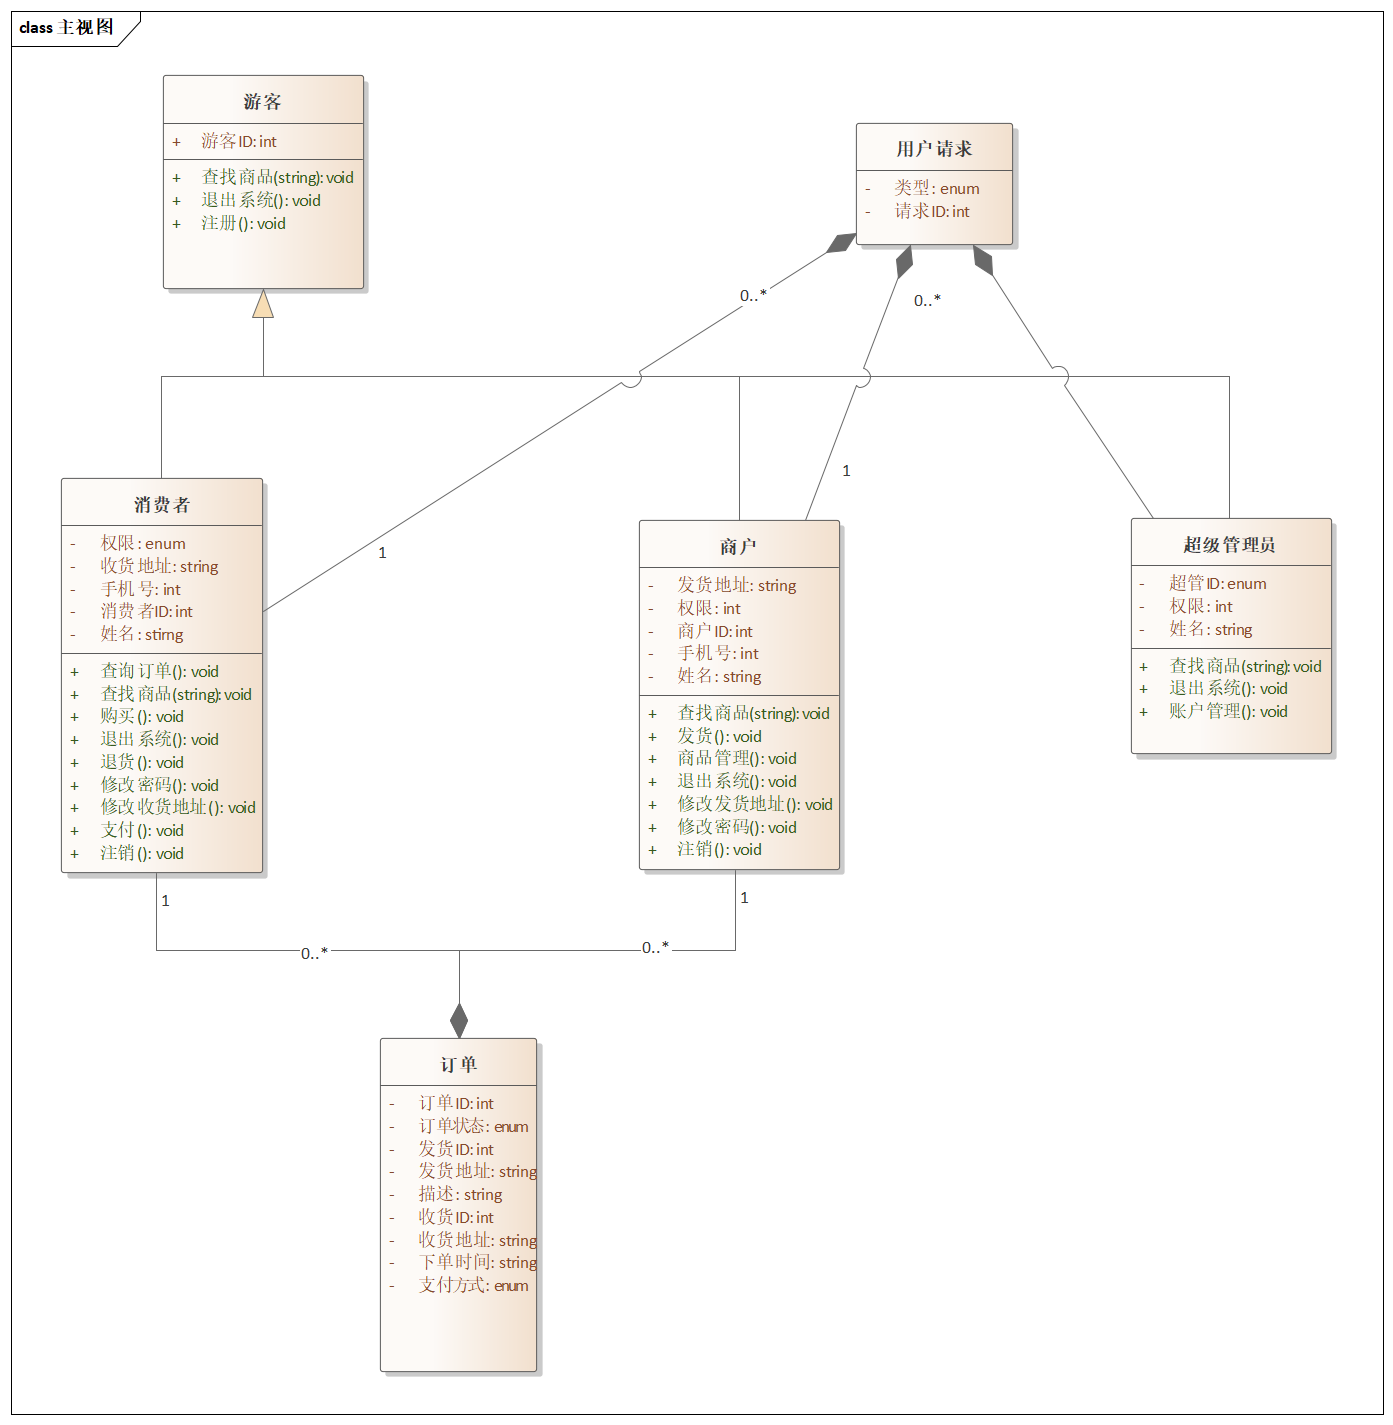 class 主视图
游客
+ 游客ID: int
+ 查找商品(string): void
+ 退出系统(): void
+ 注册(): void
用户请求
- 类型: enum
- 请求ID: int
0..*
0..*
1
1
消费者
- 权限: enum
- 收货地址: string
- 手机号: int
- 消费者ID: int
- 姓名: stirng
+ 查询订单(): void
+ 查找商品(string): void
+ 购买(): void
+ 退出系统(): void
+ 退货(): void
+ 修改密码(): void
+ 修改收货地址(): void
+ 支付(): void
+ 注销(): void
商户
- 发货地址: string
- 权限: int
- 商户ID: int
- 手机号: int
- 姓名: string
+ 查找商品(string): void
+ 发货(): void
+ 商品管理(): void
+ 退出系统(): void
+ 修改发货地址(): void
+ 修改密码(): void
+ 注销(): void
超级管理员
- 超管ID: enum
- 权限: int
- 姓名: string
+ 查找商品(string): void
+ 退出系统(): void
+ 账户管理(): void
1
1
0..*
0..*
订单
- 订单ID: int
- 订单状态: enum
- 发货ID: int
- 发货地址: string
- 描述: string
- 收货ID: int
- 收货地址: string
- 下单时间: string
- 支付方式: enum